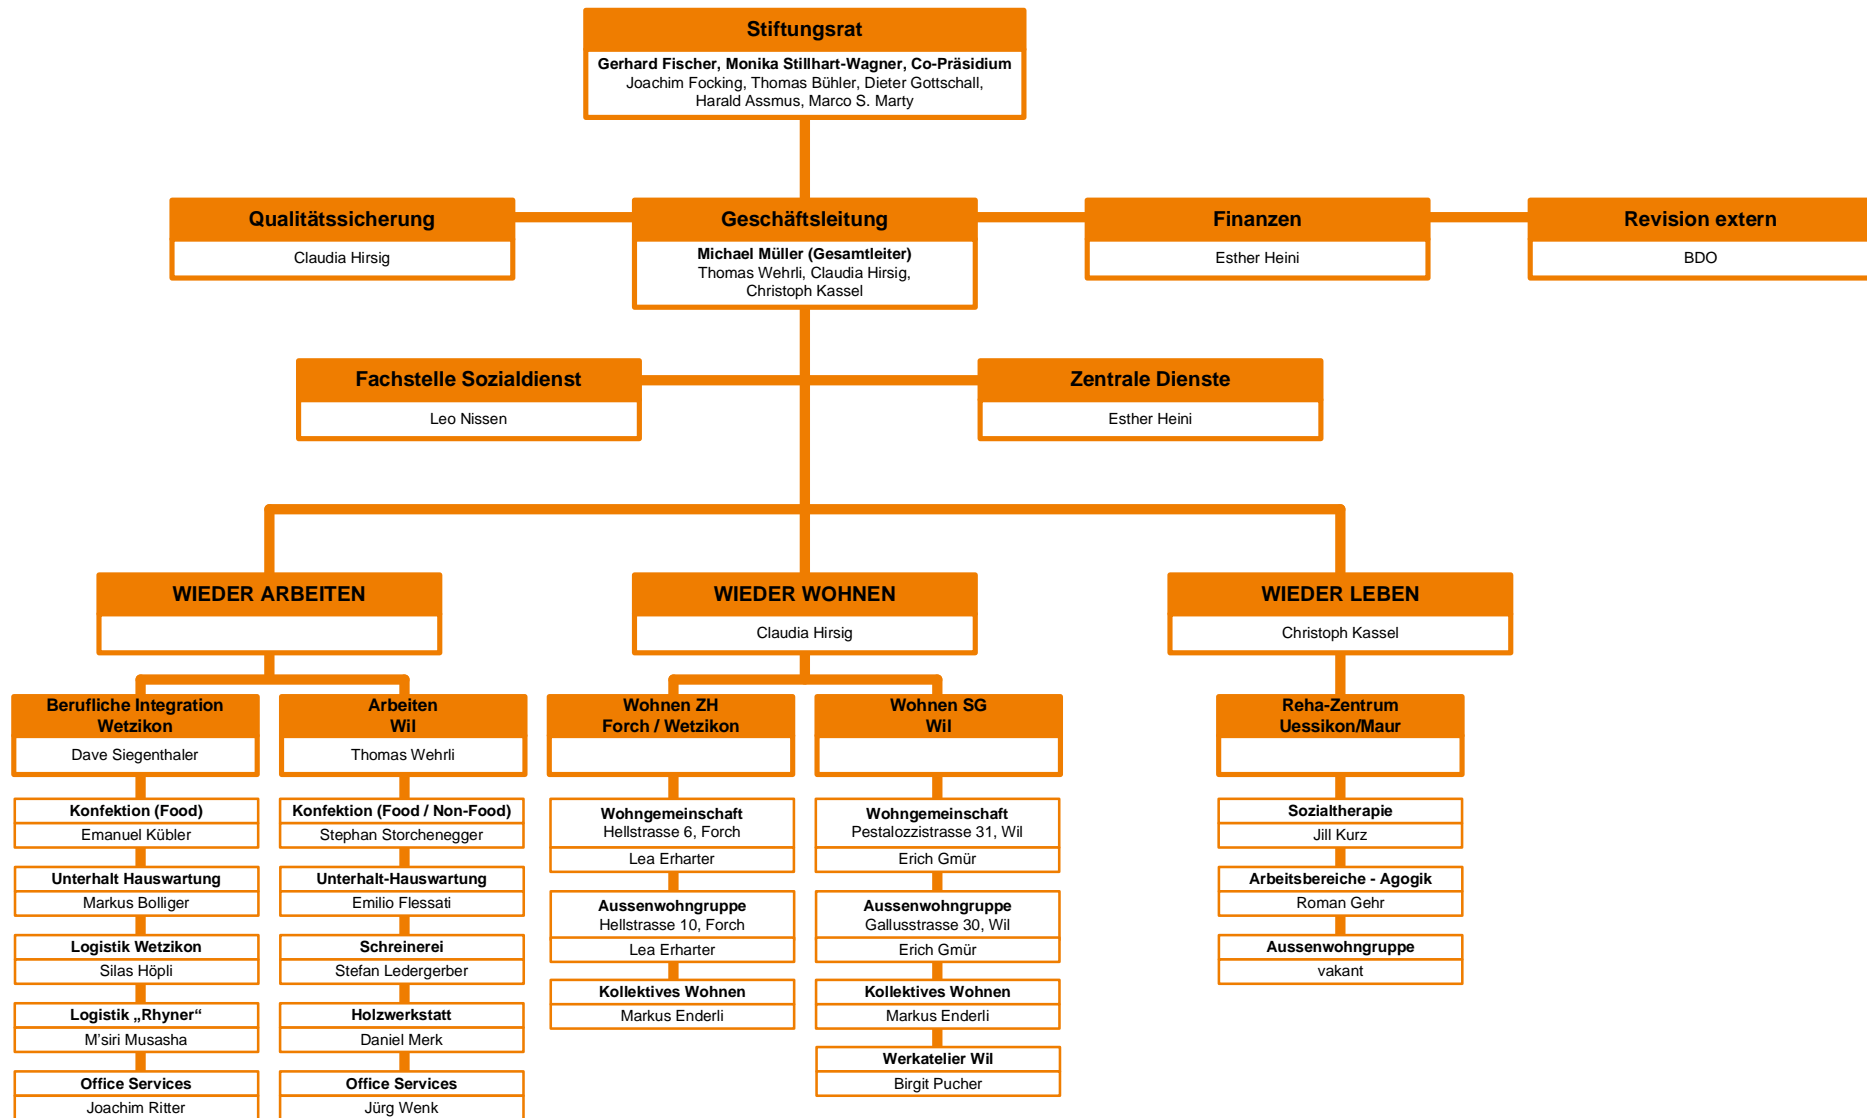 Stiftungsrat
Gerhard Fischer, Monika Stillhart-Wagner, Co-Präsidium
Joachim Focking, Thomas Bühler, Dieter Gottschall,
Harald Assmus, Marco S. Marty
Qualitätssicherung
Claudia Hirsig
Geschäftsleitung
Michael Müller (Gesamtleiter)
Thomas Wehrli, Claudia Hirsig,
Christoph Kassel
Finanzen
Esther Heini
Revision extern
BDO
Fachstelle Sozialdienst
Leo Nissen
Zentrale Dienste
Esther Heini
WIEDER ARBEITEN
WIEDER WOHNEN
Claudia Hirsig
WIEDER LEBEN
Christoph Kassel
Berufliche Integration
Wetzikon
Dave Siegenthaler
Konfektion (Food)
Emanuel Kübler
Unterhalt Hauswartung
Markus Bolliger
Logistik Wetzikon
Silas Höpli
Logistik „Rhyner“
M'siri Musasha
Office Services
Joachim Ritter
Arbeiten
Wil
Thomas Wehrli
Konfektion (Food / Non-Food)
Stephan Storchenegger
Unterhalt-Hauswartung
Emilio Flessati
Schreinerei
Stefan Ledergerber
Holzwerkstatt
Daniel Merk
Office Services
Jürg Wenk
Wohnen ZH
Forch / Wetzikon
Wohngemeinschaft
Hellstrasse 6, Forch
Lea Erharter
Aussenwohngruppe
Hellstrasse 10, Forch
Lea Erharter
Kollektives Wohnen
Markus Enderli
Wohnen SG
Wil
Wohngemeinschaft
Pestalozzistrasse 31, Wil
Erich Gmür
Aussenwohngruppe
Gallusstrasse 30, Wil
Erich Gmür
Kollektives Wohnen
Markus Enderli
Werkatelier Wil
Birgit Pucher
Reha-Zentrum
Uessikon/Maur
Sozialtherapie
Jill Kurz
Arbeitsbereiche - Agogik
Roman Gehr
Aussenwohngruppe
vakant